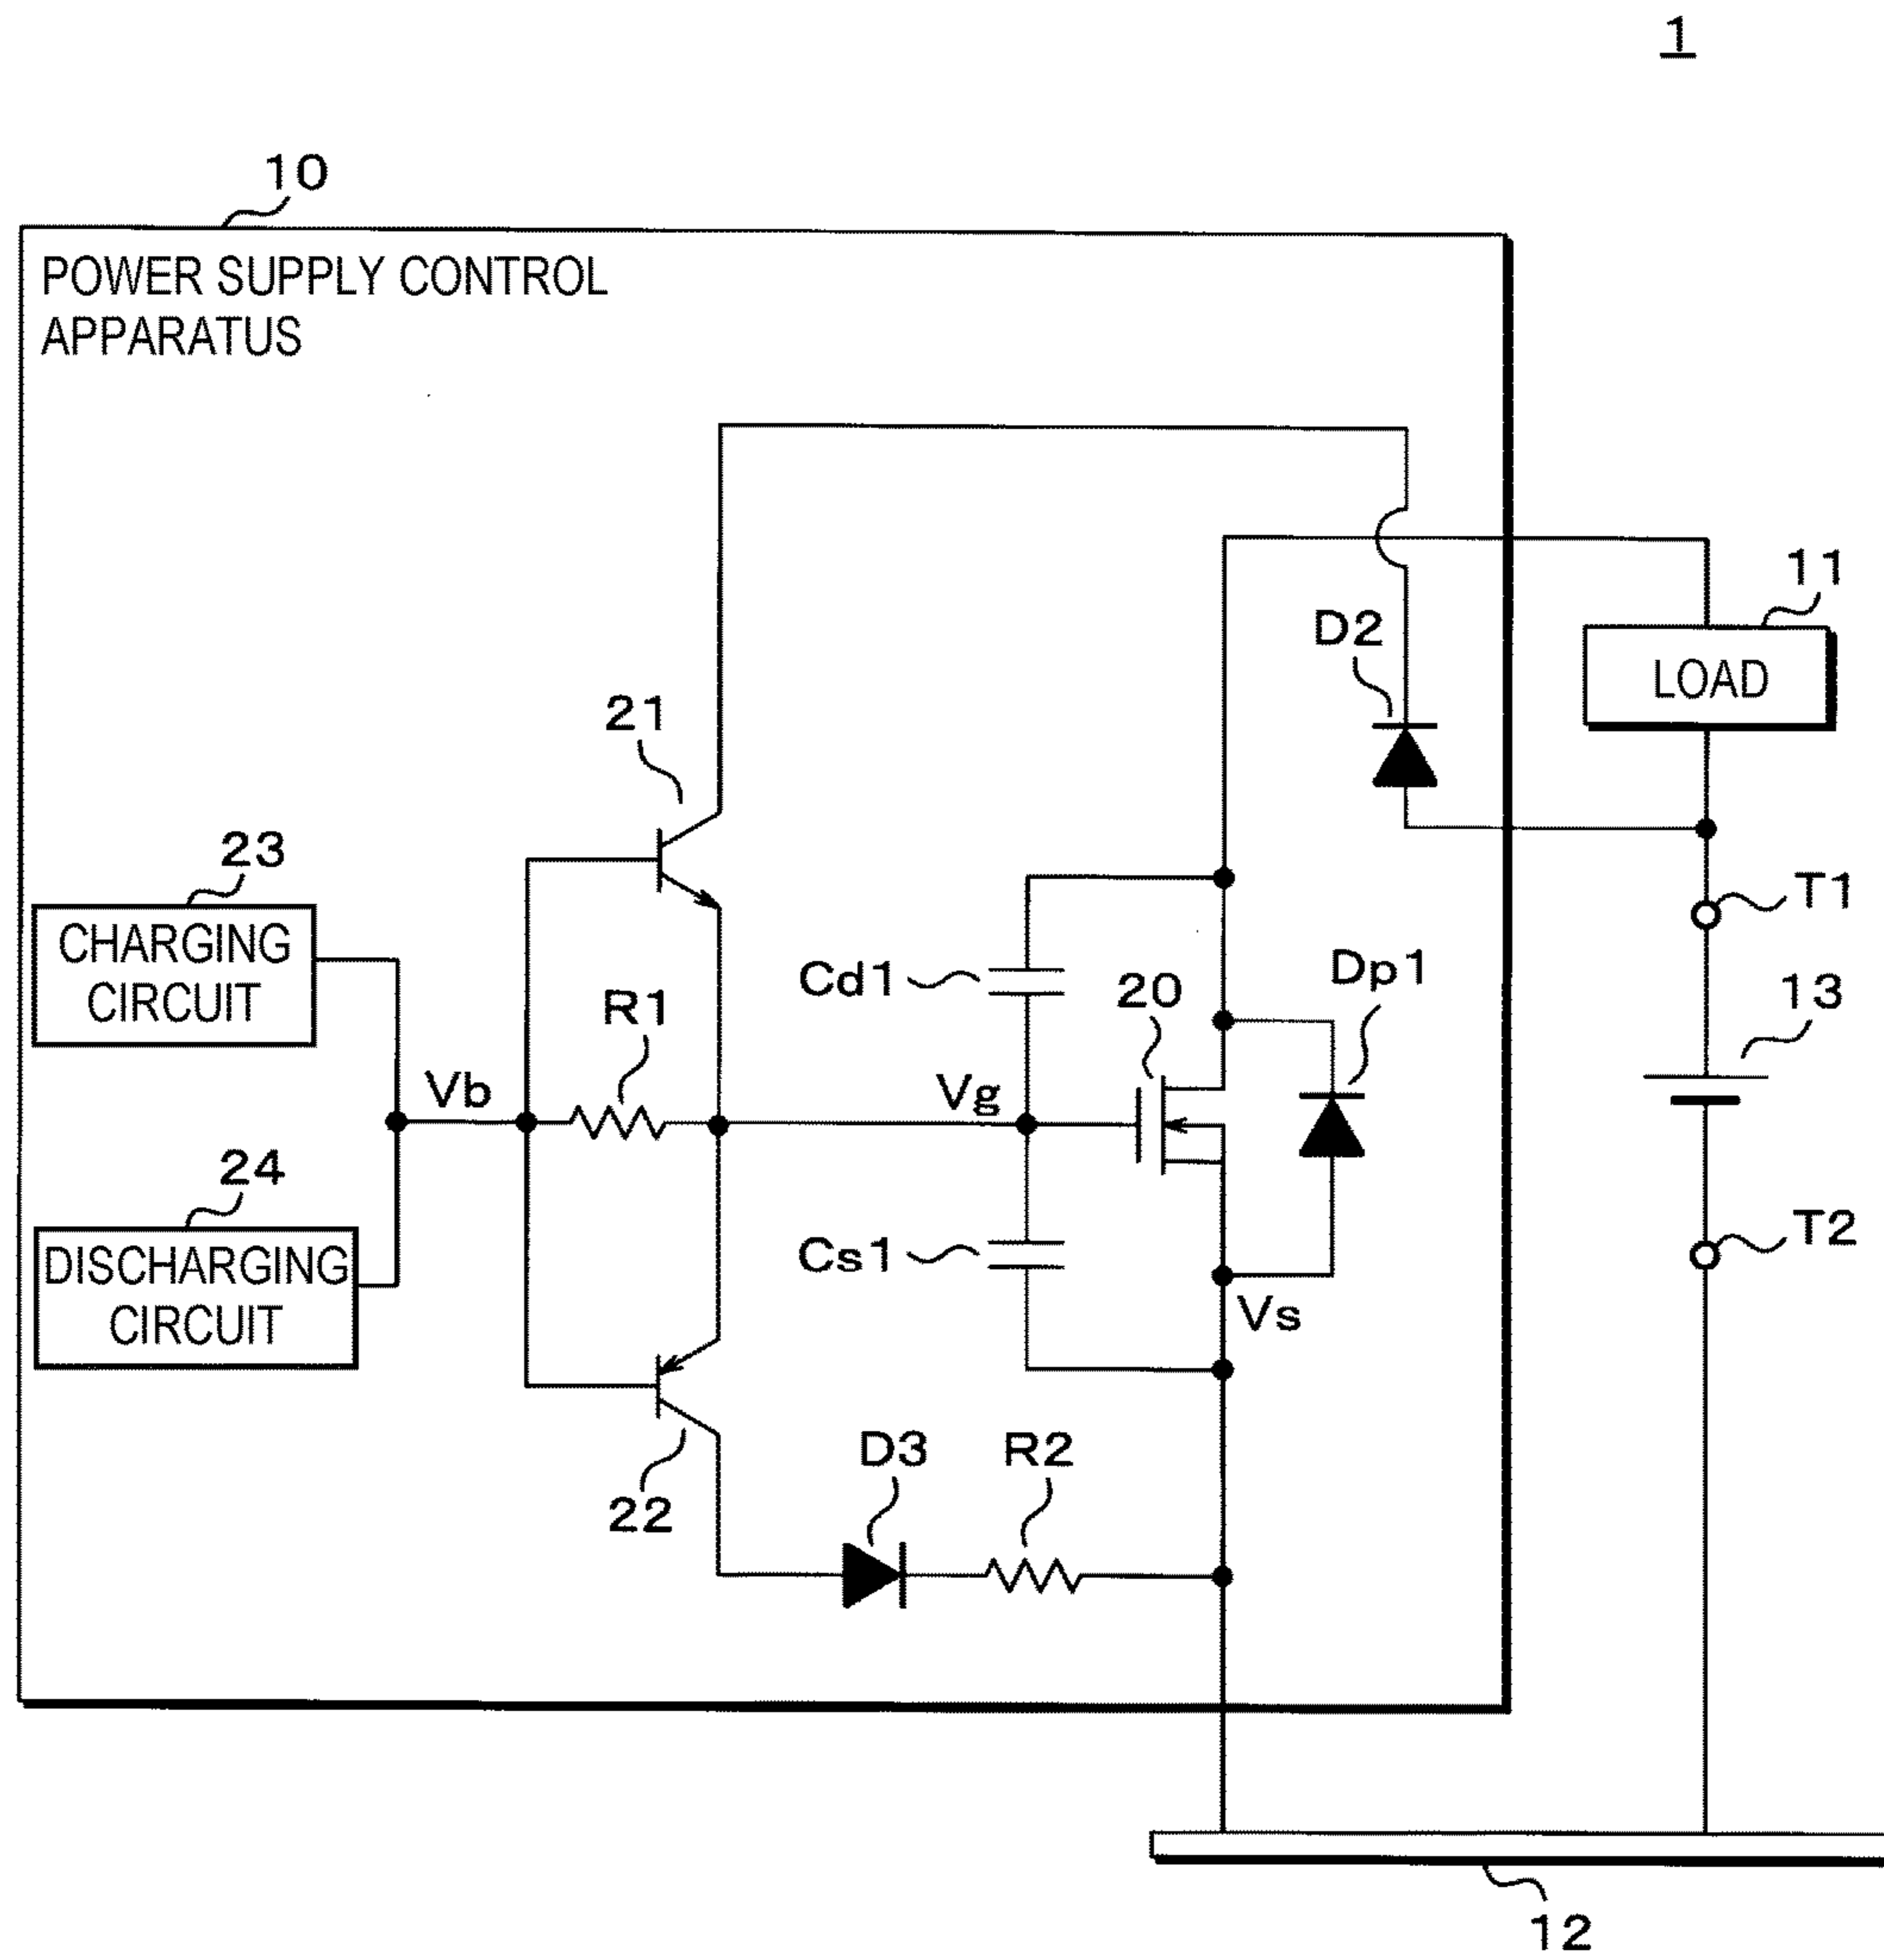 1
10
POWER SUPPLY CONTROL
APPARATUS
11
LOAD
D2
21
23
CHARGING
CIRCUIT
T1
Cd1
20
Dp1
13
R1
Vb
Vg
24
DISCHARGING
CIRCUIT
Cs1
T2
Vs
22
D3
R2
12